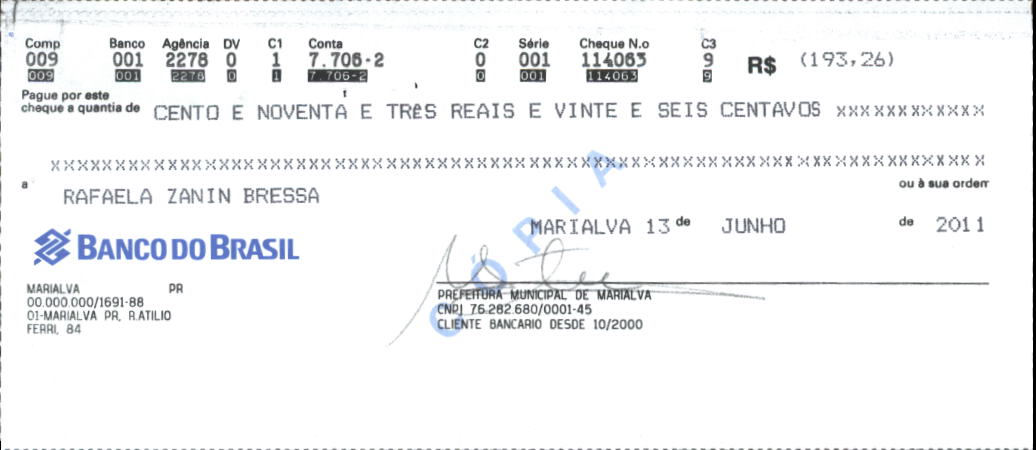 Comp Banco Agência DV C1 Conta C2 Série Cheque N.o C3
009 001 2278 0 1 7.706-2 0 001 114063 9 R$ (193,26)
009 001 2278 0 1 7.706-2 0 001 114063 9
Pague por este
cheque a quantia de CENTO E NOVENTA E TRÊS REAIS E VINTE E SEIS CENTAVOS xxxxxxxxxxxx
xxxxxxxxxxxxxxxxxxxxxxxxxxxxxxxxxxxxxxxxxxxxxxxxxxxxxxxxxxxxxxxxxxxxxxxxxxx
a RAFAELA ZANIN BRESSA ou à sua ordem
MARIALVA 13 de JUNHO de 2011
BANCO DO BRASIL
CÓPIA
MARIALVA PR
00.000.000/1691-88
01-MARIALVA PR, R.ATILIO
FERRI, 84
PREFEITURA MUNICIPAL DE MARIALVA
CNPJ 76.282.680/0001-45
CLIENTE BANCARIO DESDE 10/2000